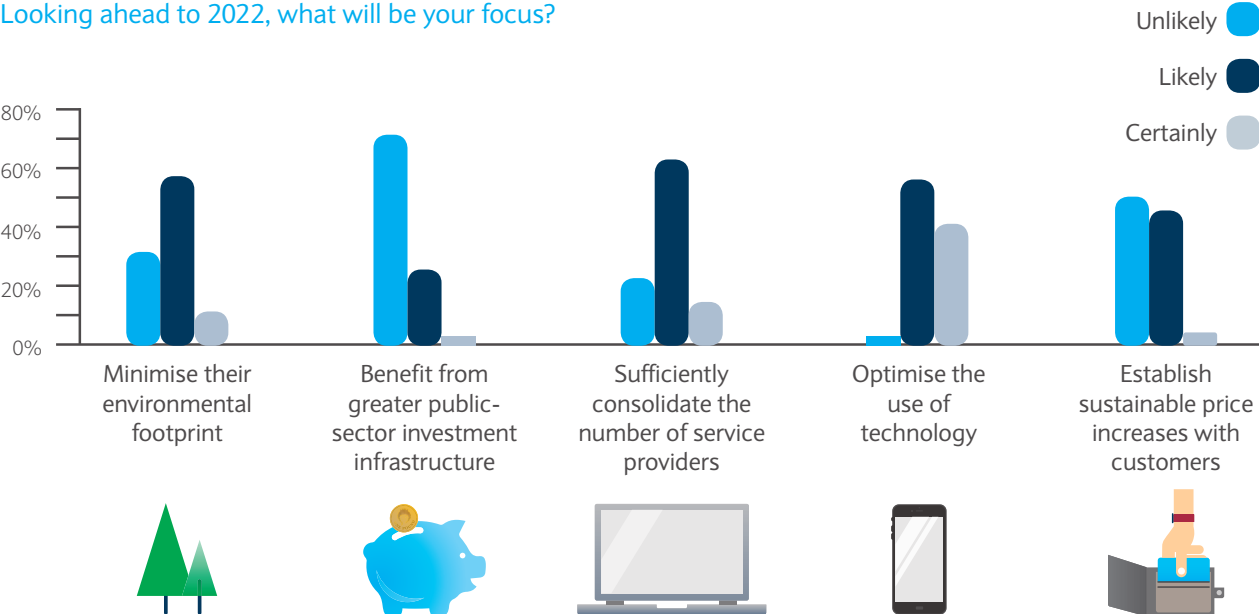 Looking ahead to 2022, what will be your focus?
Unlikely
Likely
Certainly
80%
60%
40%
20%
0%
Minimise their
environmental
footprint
Benefit from
greater public-
sector investment
infrastructure
Sufficiently
consolidate the
number of service
providers
Optimise the
use of
technology
Establish
sustainable price
increases with
customers